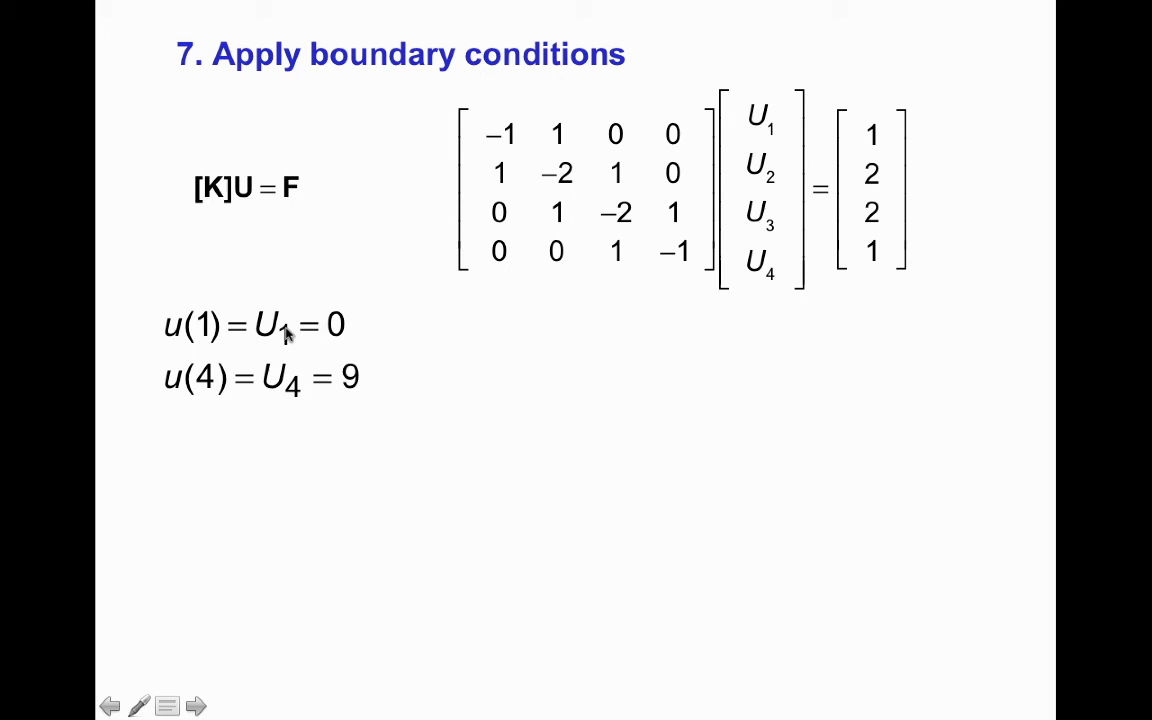 7. Apply boundary conditions
[K]U = F
−1 1 0 0
1 −2 1 0
0 1 −2 1
0 0 1 −1
U1
U2
U3
U4
=
1
2
2
1
u(1) = U1 = 0
u(4) = U4 = 9